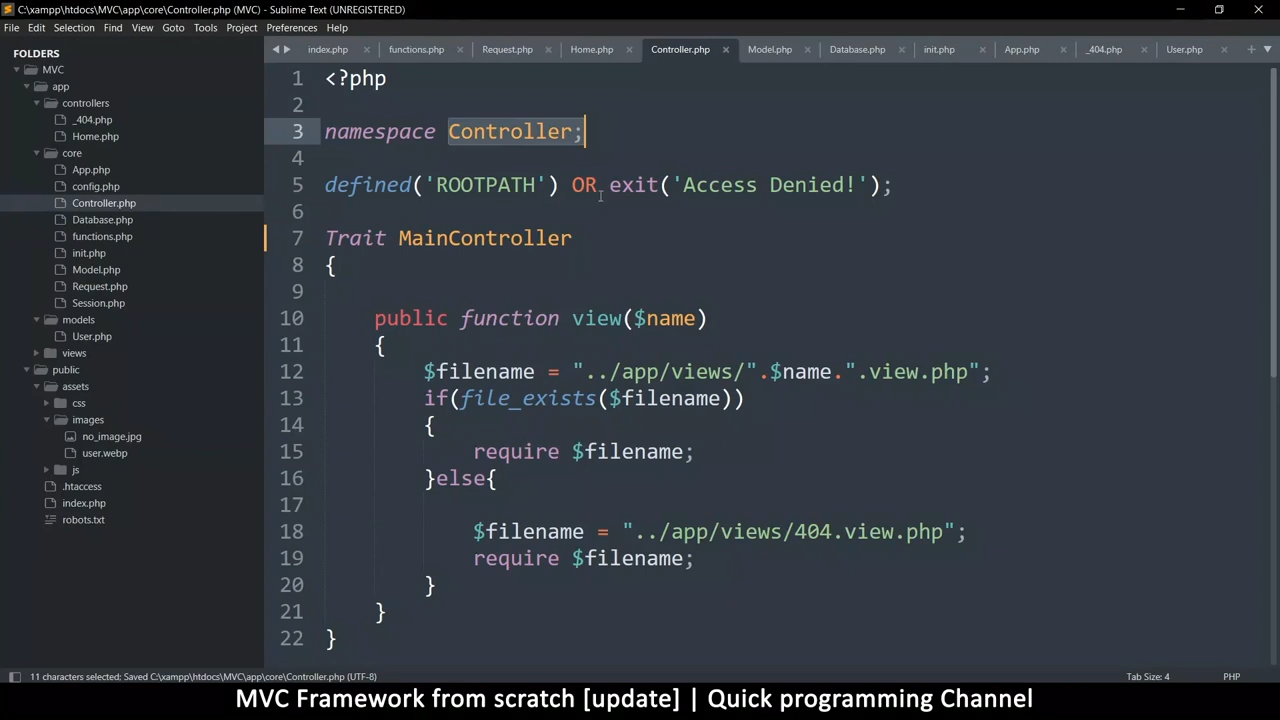 C:\xampp\htdocs\MVC\app\core\Controller.php (MVC) - Sublime Text (UNREGISTERED)
File Edit Selection Find View Goto Tools Project Preferences Help
FOLDERS
MVC
app
controllers
_404.php
Home.php
core
App.php
config.php
Controller.php
Database.php
functions.php
init.php
Model.php
Request.php
Session.php
models
User.php
views
public
assets
css
images
no_image.jpg
user.webp
js
.htaccess
index.php
robots.txt
index.php functions.php Request.php Home.php Controller.php Model.php Database.php init.php App.php _404.php User.php
1 <?php
2
3 namespace Controller;
4
5 defined('ROOTPATH') OR exit('Access Denied!');
6
7 Trait MainController
8 {
9
10 public function view($name)
11 {
12 $filename = "../app/views/".$name.".view.php";
13 if(file_exists($filename))
14 {
15 require $filename;
16 }else{
17
18 $filename = "../app/views/404.view.php";
19 require $filename;
20 }
21 }
22 }
11 characters selected: Saved C:\xampp\htdocs\MVC\app\core\Controller.php (UTF-8) Tab Size: 4 PHP
MVC Framework from scratch [update] | Quick programming Channel